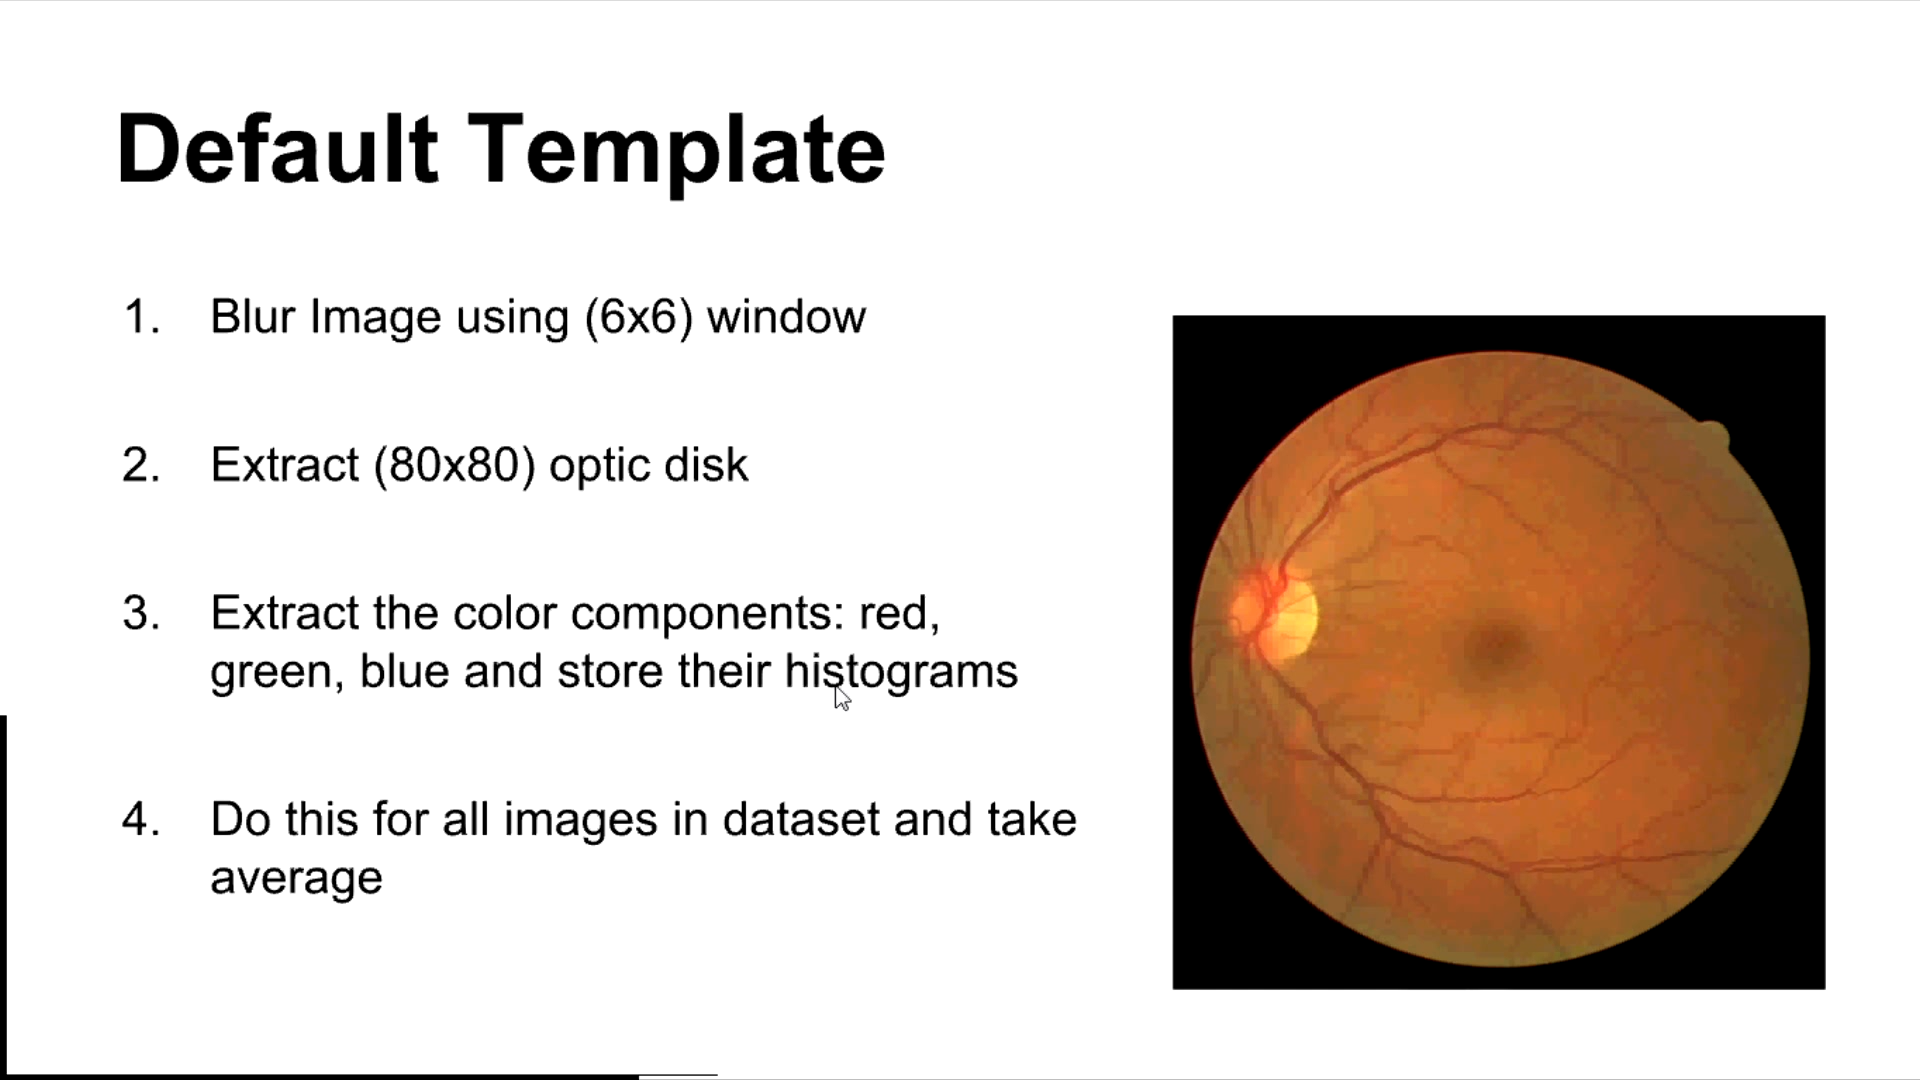 Default Template
1. Blur Image using (6x6) window
2. Extract (80x80) optic disk
3. Extract the color components: red,
green, blue and store their histograms
4. Do this for all images in dataset and take
average